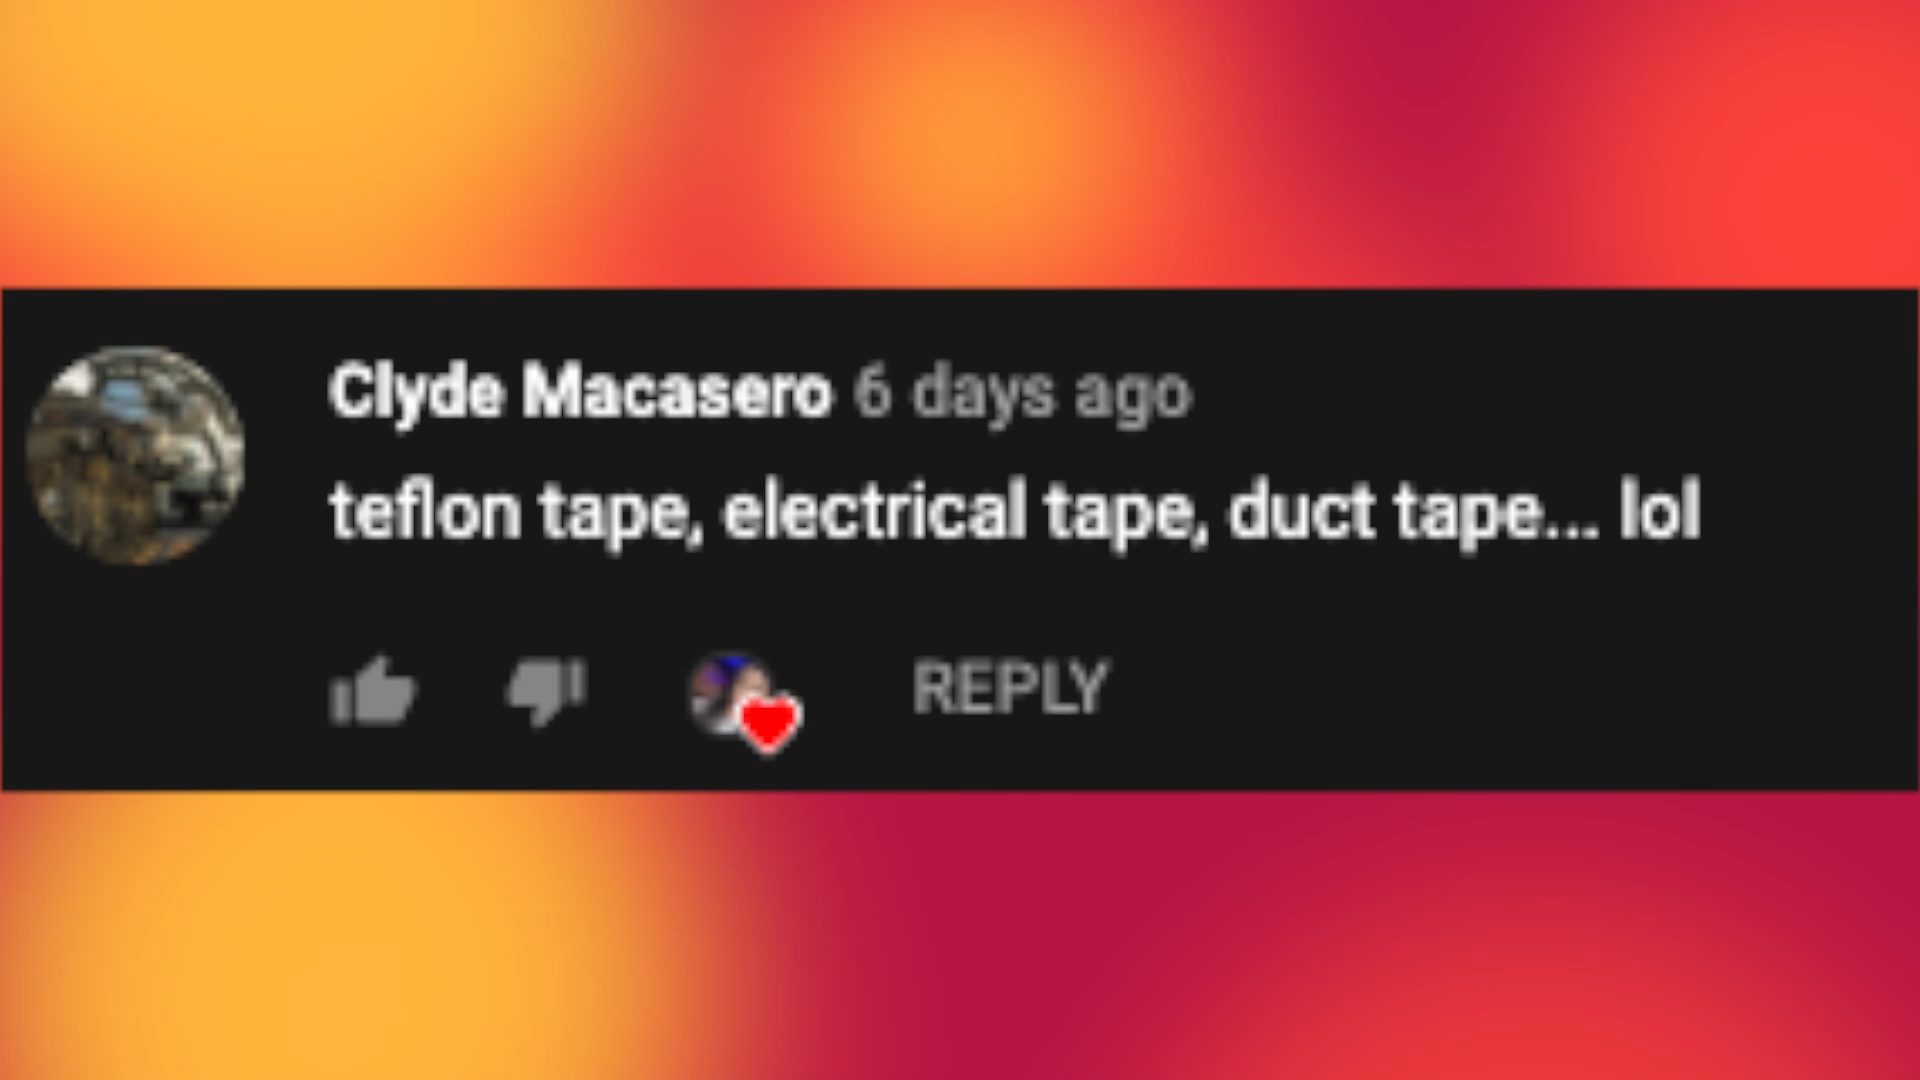 Clyde Macasero 6 days ago
teflon tape, electrical tape, duct tape... lol
REPLY